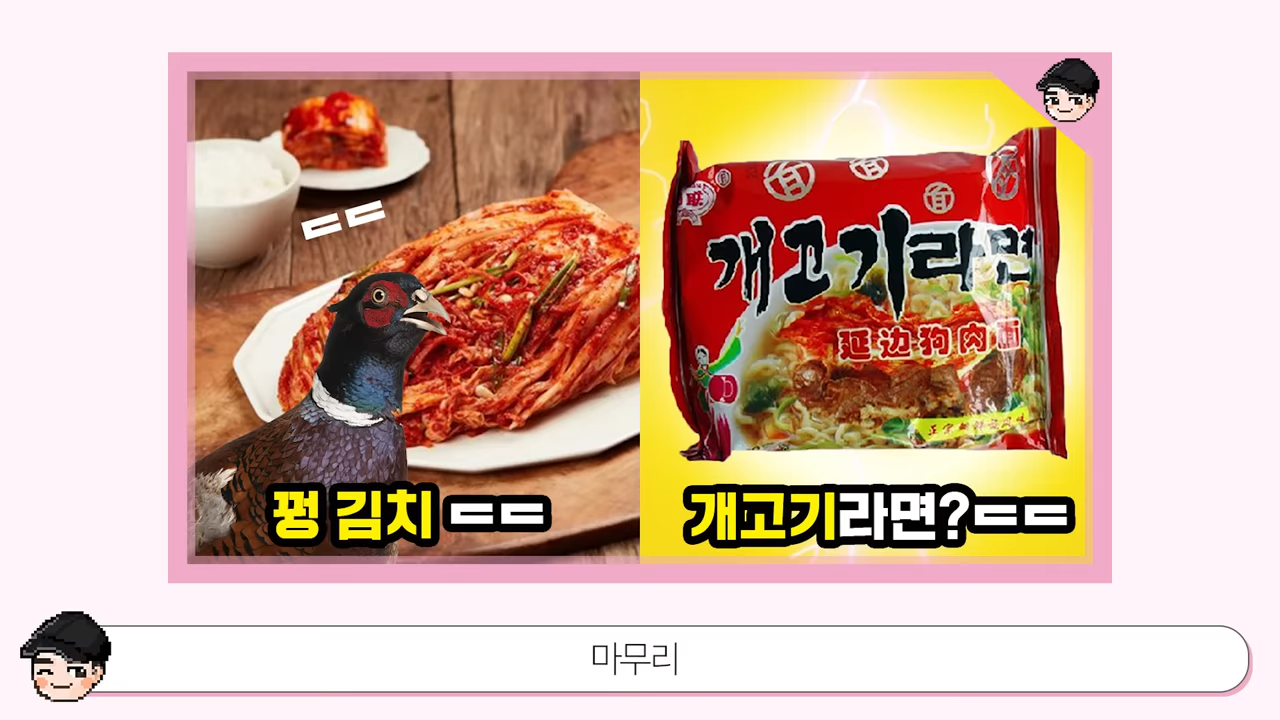 ㄷㄷ
꿩 김치 ㄷㄷ
개고기라면
延边狗肉面
개고기라면?ㄷㄷ
마무리